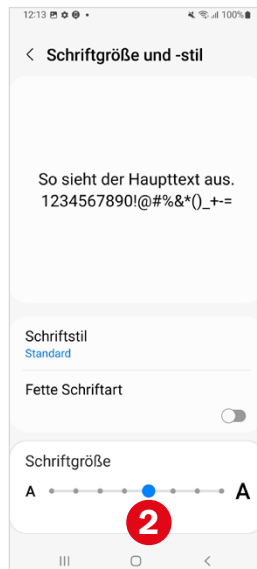 12:13 100%
Schriftgröße und -stil
So sieht der Haupttext aus.
1234567890!@#%&*()_+-=
Schriftstil
Standard
Fette Schriftart
Schriftgröße
A A
2